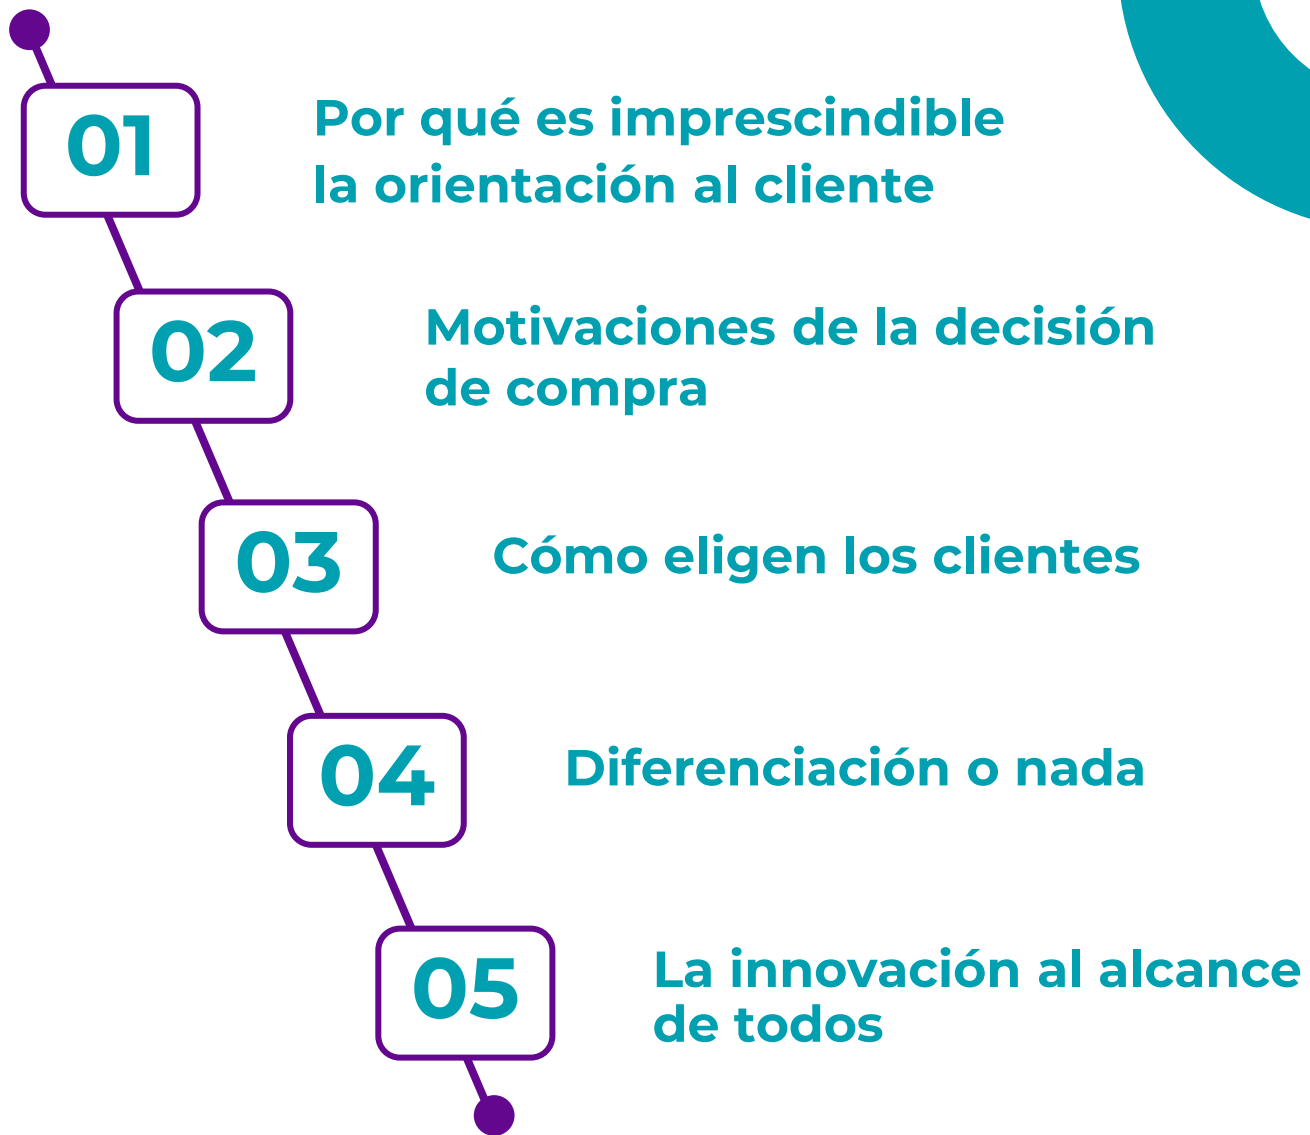 01
Por qué es imprescindible
la orientación al cliente
02
Motivaciones de la decisión
de compra
03
Cómo eligen los clientes
04
Diferenciación o nada
05
La innovación al alcance
de todos